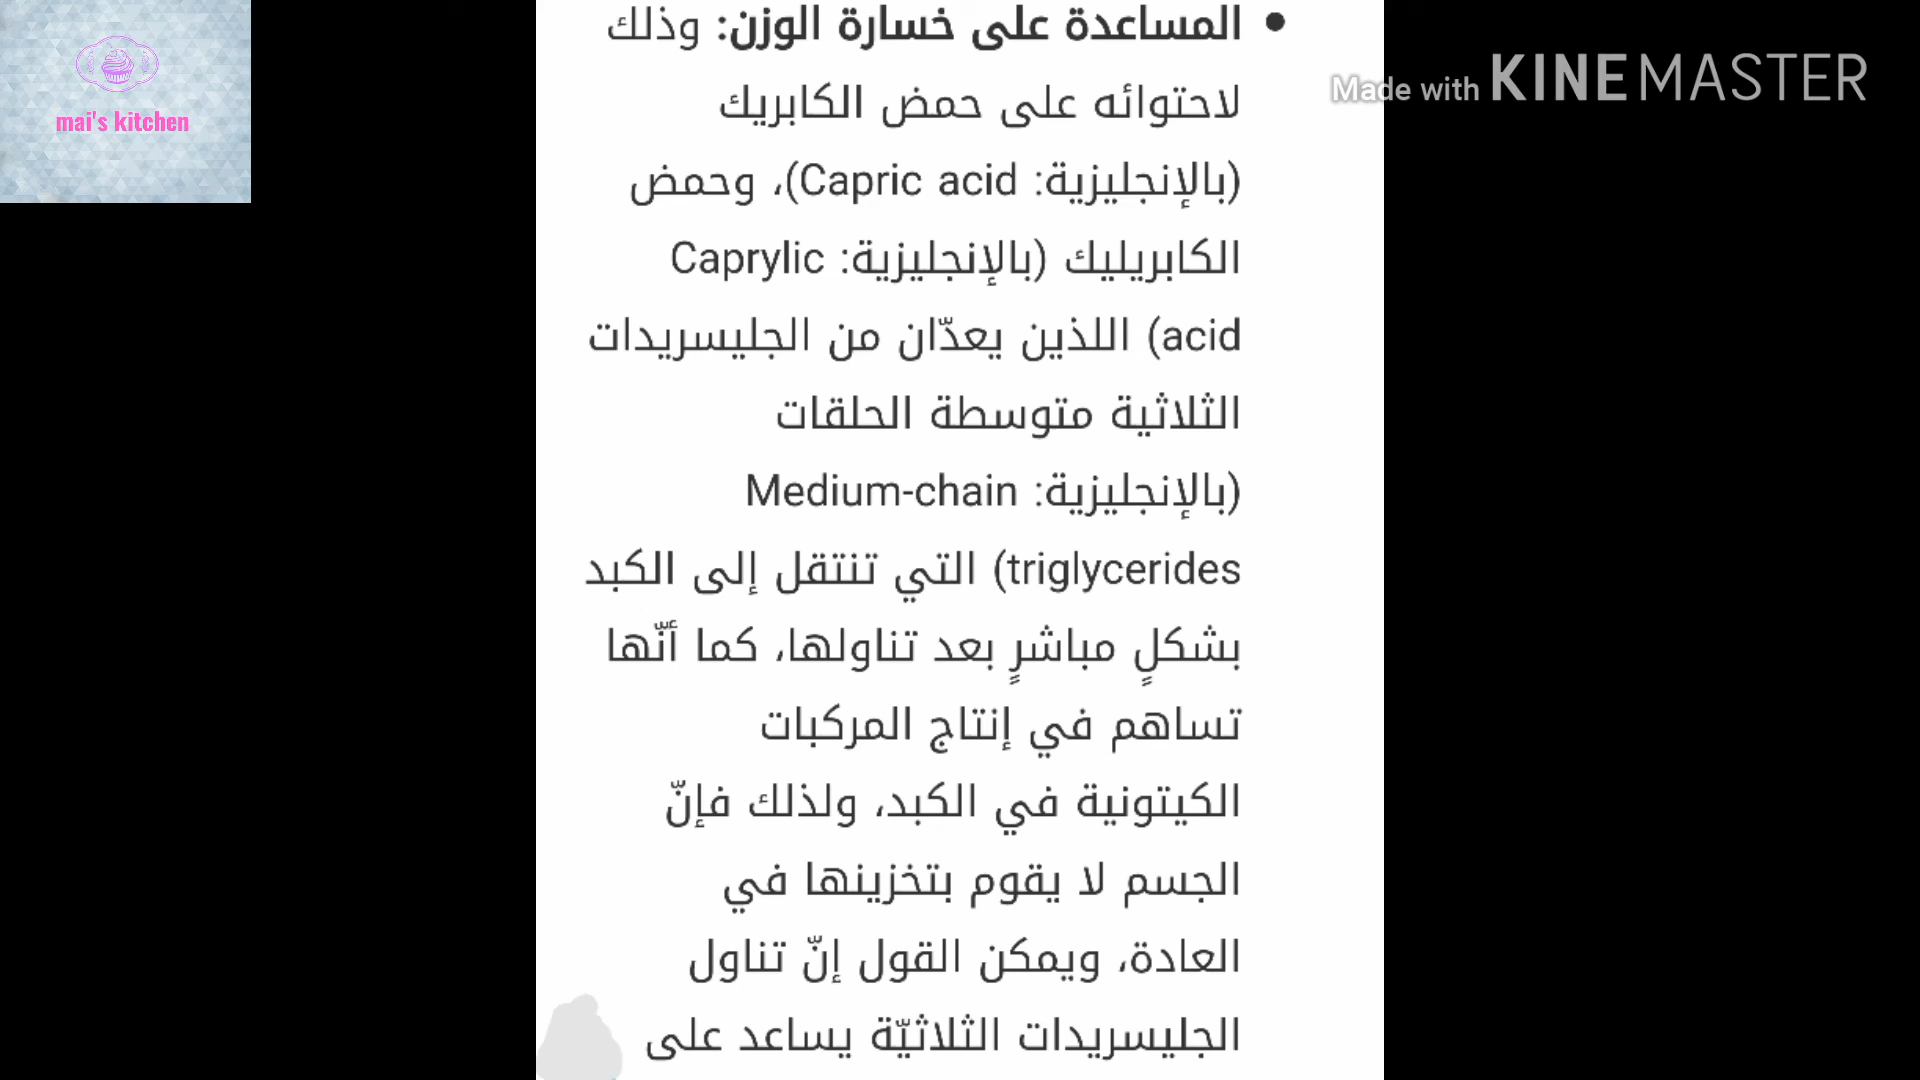 mai's kitchen
Made with KINEMASTER
• المساعدة على خسارة الوزن: وذلك
لاحتوائه على حمض الكابريك
(بالإنجليزية: Capric acid)، وحمض
الكابريليك (بالإنجليزية: Caprylic
acid) اللذين يعدّان من الجليسريدات
الثلاثية متوسطة الحلقات
(بالإنجليزية: Medium-chain
triglycerides) التي تنتقل إلى الكبد
بشكلٍ مباشرٍ بعد تناولها، كما أنّها
تساهم في إنتاج المركبات
الكيتونية في الكبد، ولذلك فإنّ
الجسم لا يقوم بتخزينها في
العادة، ويمكن القول إنّ تناول
الجليسريدات الثلاثيّة يساعد على